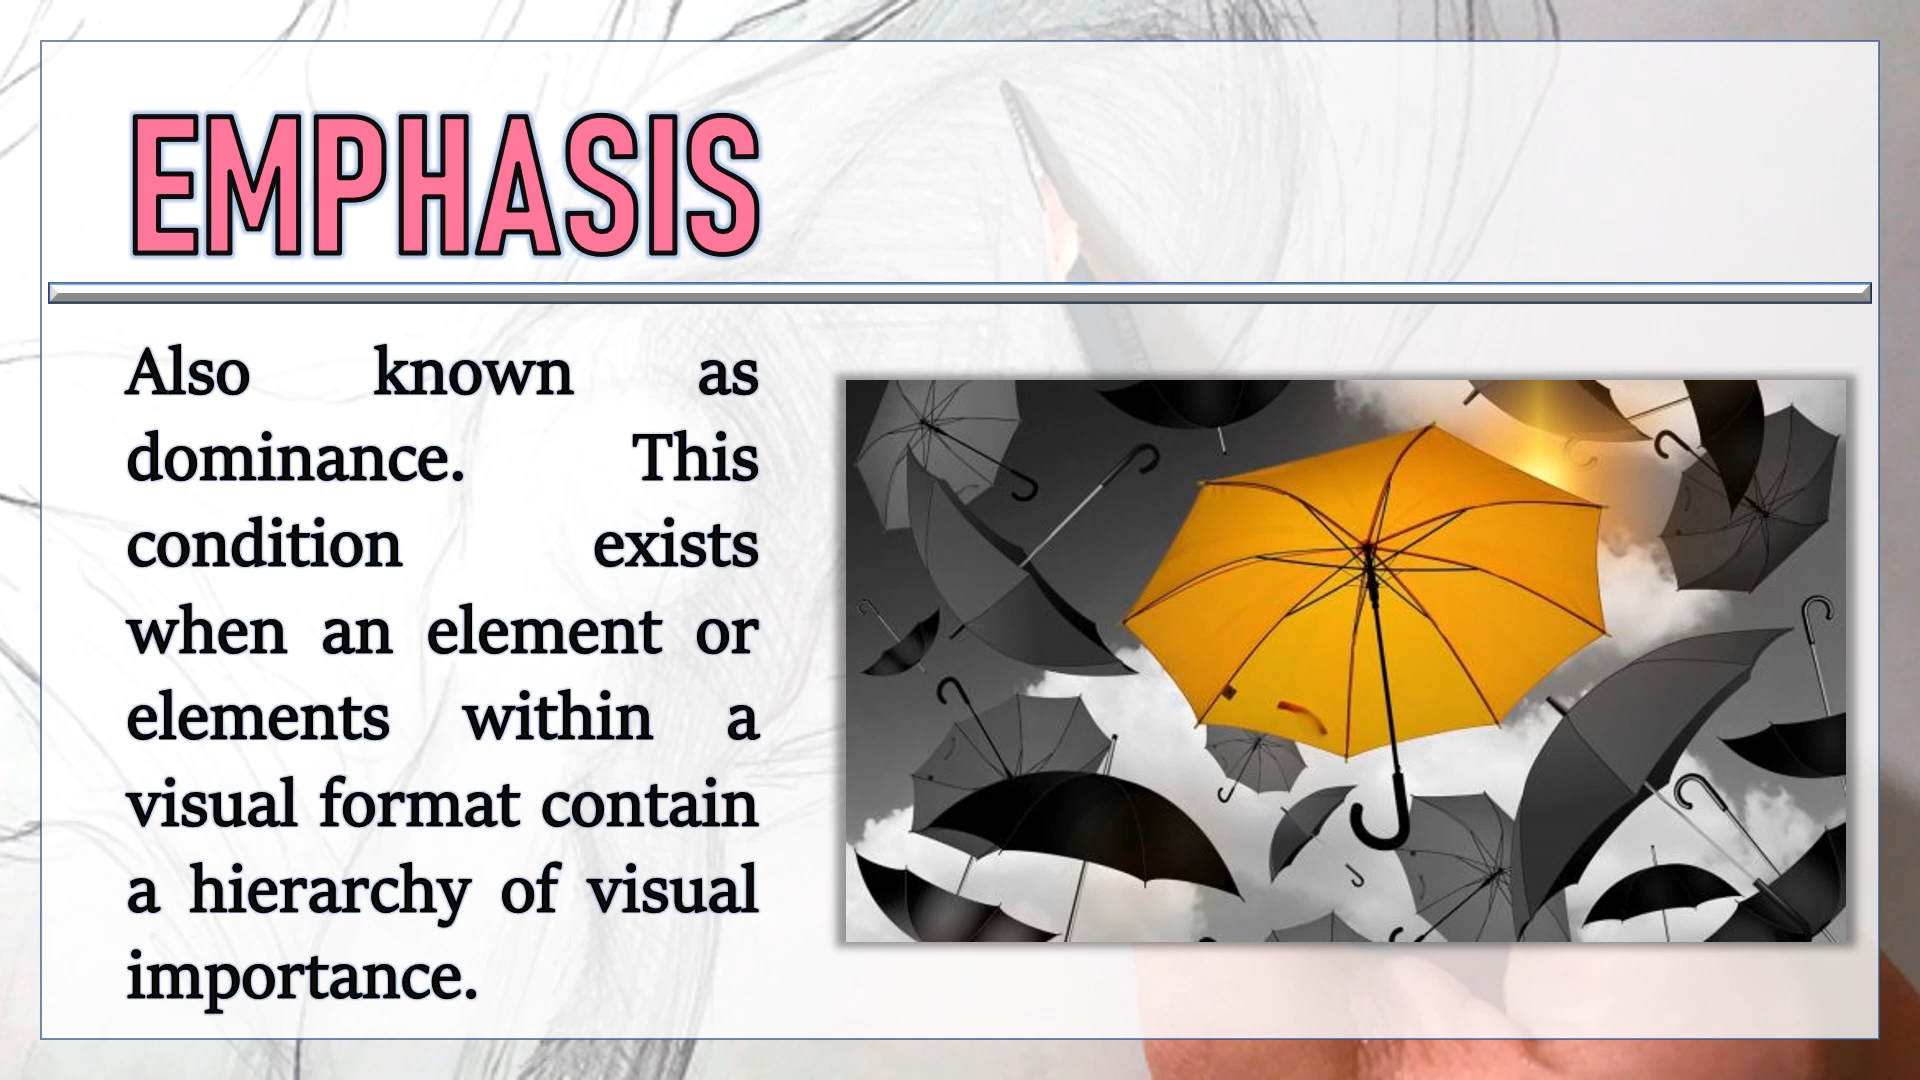 EMPHASIS
Also known as
dominance. This
condition exists
when an element or
elements within a
visual format contain
a hierarchy of visual
importance.